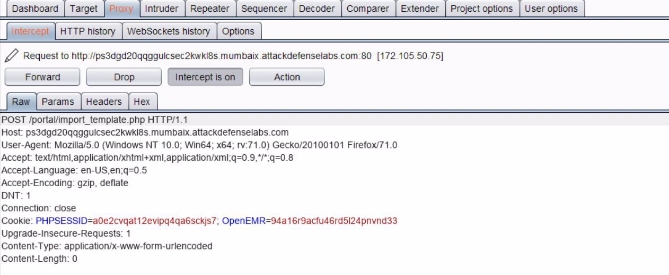 Dashboard Target Proxy Intruder Repeater Sequencer Decoder Comparer Extender Project options User options
Intercept HTTP history WebSockets history Options
Request to http://ps3dgd20qqggulcsec2kwkl8s.mumbaix.attackdefenselabs.com:80 [172.105.50.75]
Forward Drop Intercept is on Action
Raw Params Headers Hex
POST /portal/import_template.php HTTP/1.1
Host: ps3dgd20qqggulcsec2kwkl8s.mumbaix.attackdefenselabs.com
User-Agent: Mozilla/5.0 (Windows NT 10.0; Win64; x64; rv:71.0) Gecko/20100101 Firefox/71.0
Accept: text/html,application/xhtml+xml,application/xml;q=0.9,*/*;q=0.8
Accept-Language: en-US,en;q=0.5
Accept-Encoding: gzip, deflate
DNT: 1
Connection: close
Cookie: PHPSESSID=a0e2cvqat12evipq4qa6sckjs7; OpenEMR=94a16r9acfu46rd5l24pnvnd33
Upgrade-Insecure-Requests: 1
Content-Type: application/x-www-form-urlencoded
Content-Length: 0